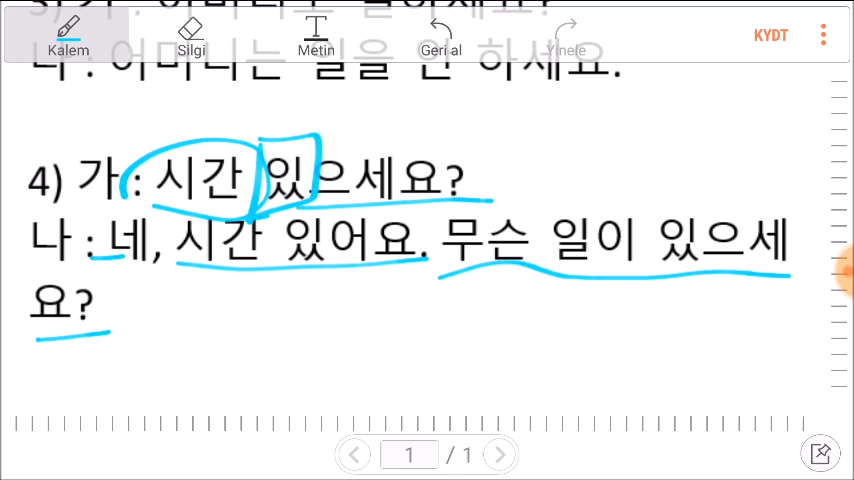 Kalem
Silgi
Metin
Geri al
Yinele
KYDT
나 : 어머니는 일을 안 하세요.
4) 가 : 시간 있으세요?
나 : 네, 시간 있어요. 무슨 일이 있으세
요?
1 / 1